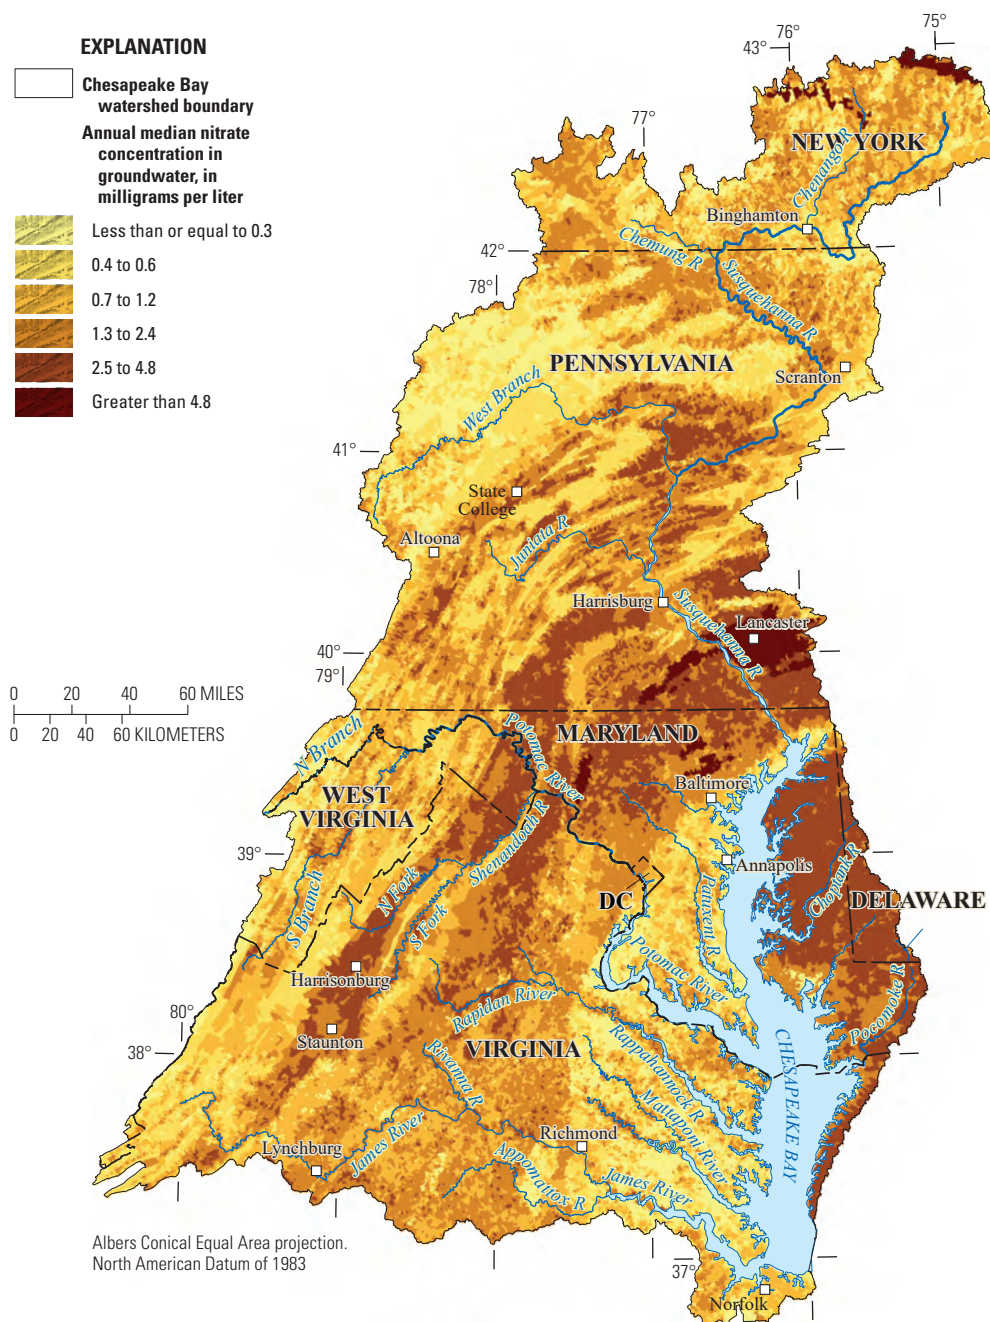 EXPLANATION
Chesapeake Bay
watershed boundary
Annual median nitrate
concentration in
groundwater, in
milligrams per liter
Less than or equal to 0.3
0.4 to 0.6
0.7 to 1.2
1.3 to 2.4
2.5 to 4.8
Greater than 4.8
75°
76°
43°
77°
NEW YORK
Chenango R
Binghamton
Chemung R
42°
78°
Susquehanna R
PENNSYLVANIA
Scranton
West Branch
41°
State
College
Altoona
Juniata R
Harrisburg
Susquehanna R
Lancaster
40°
79°
0 20 40 60 MILES
0 20 40 60 KILOMETERS
N Branch
Potomac River
MARYLAND
WEST
VIRGINIA
Baltimore
Shenandoah R
39°
Annapolis
Choptank R
N Fork
S Branch
S Fork
DC
Patuxent R
DELAWARE
Potomac River
Harrisonburg
Rapidan River
Pocomoke R
80°
Staunton
38°
VIRGINIA
Rappahannock R
CHESAPEAKE BAY
Rivanna R
Mattaponi River
Richmond
Lynchburg
James River
Appomattox R
James River
37°
Norfolk
Albers Conical Equal Area projection.
North American Datum of 1983